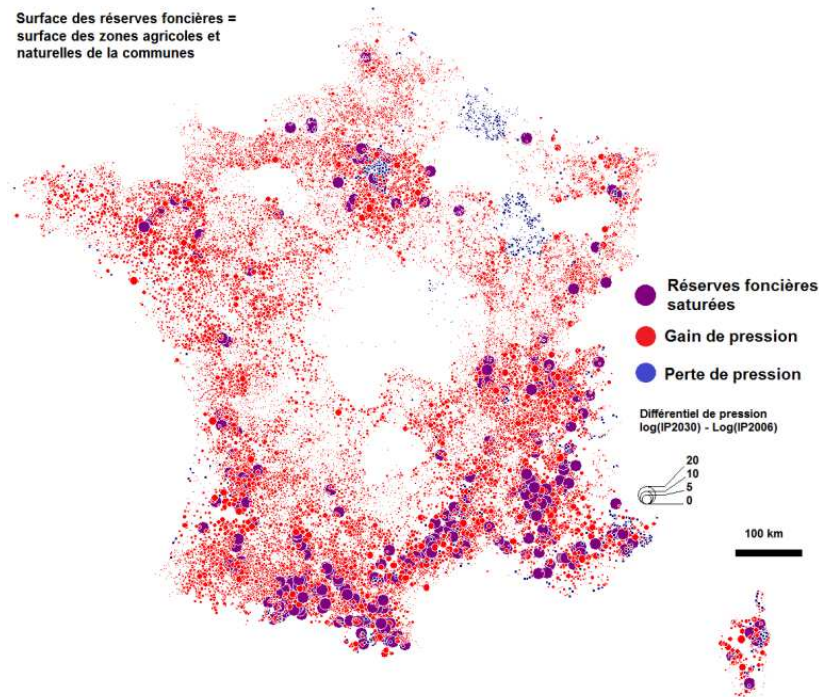 Surface des réserves foncières =
surface des zones agricoles et
naturelles de la communes
Réserves foncières
saturées
Gain de pression
Perte de pression
Différentiel de pression
log(IP2030) - Log(IP2006)
20
10
5
0
100 km